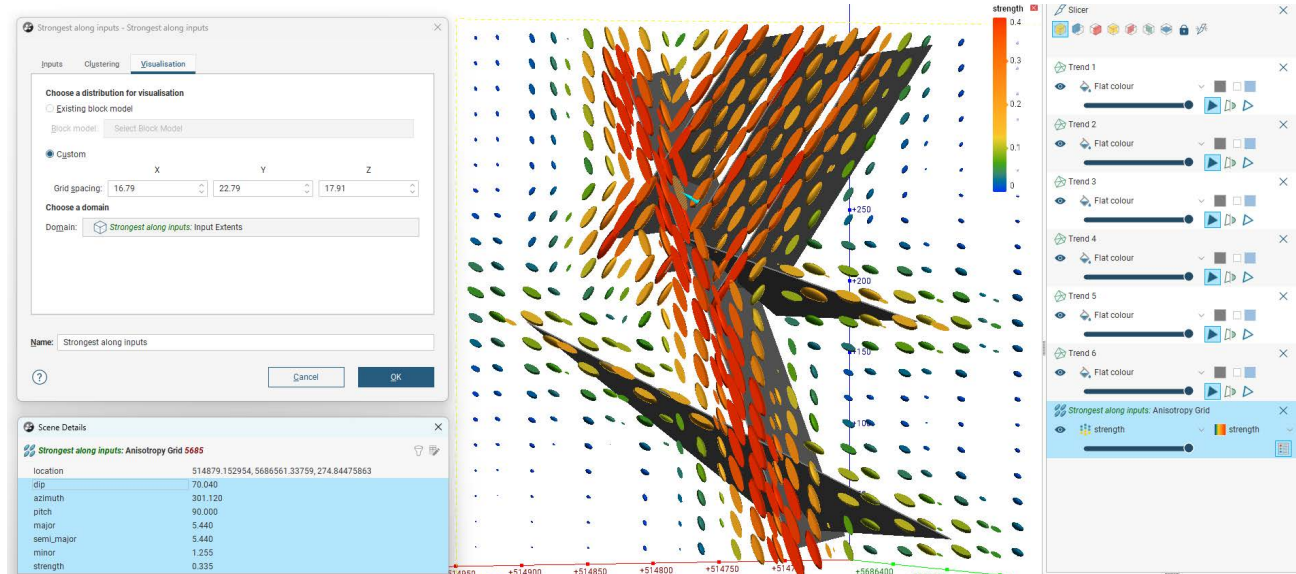 Strongest along inputs - Strongest along inputs
Inputs
Clustering
Visualisation
Choose a distribution for visualisation
Existing block model
Block model: Select Block Model
Custom
X Y Z
Grid spacing: 16.79 22.79 17.91
Choose a domain
Domain: Strongest along inputs: Input Extents
Name: Strongest along inputs
?
Cancel
OK
Scene Details
Strongest along inputs: Anisotropy Grid 5685
location 514879.152954, 5686561.33759, 274.84475863
dip 70.040
azimuth 301.120
pitch 90.000
major 5.440
semi_major 5.440
minor 1.255
strength 0.335
strength
0.4
0.3
0.2
0.1
0
+250
+200
+150
+514900
+514850
+514800
+514750
+5686400
Slicer
Trend 1
Flat colour
Trend 2
Flat colour
Trend 3
Flat colour
Trend 4
Flat colour
Trend 5
Flat colour
Trend 6
Flat colour
Strongest along inputs: Anisotropy Grid
strength
strength